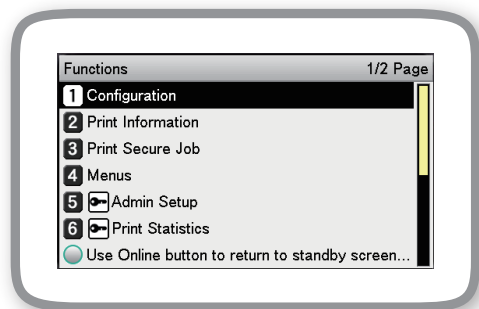 Functions 1/2 Page
1 Configuration
2 Print Information
3 Print Secure Job
4 Menus
5 Admin Setup
6 Print Statistics
Use Online button to return to standby screen...